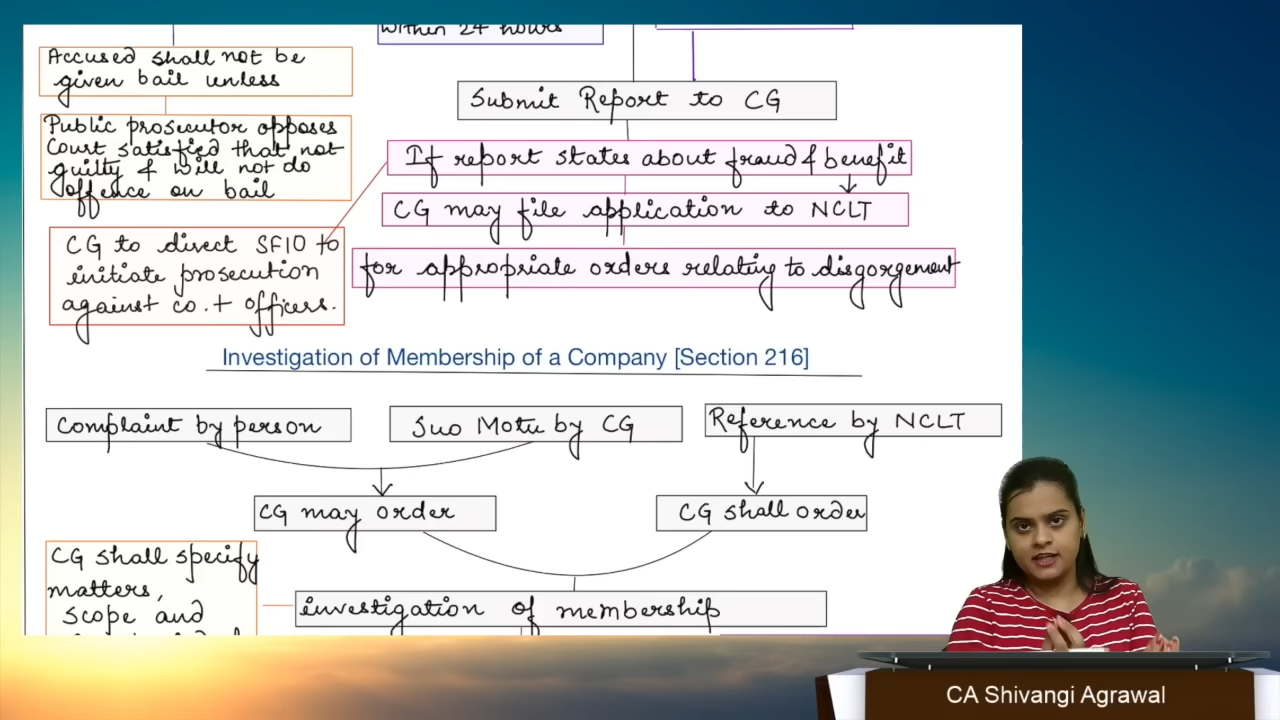 within 24 hours
Accused shall not be
given bail unless
Submit Report to CG
Public prosecutor opposes
Court satisfied that not
guilty & will not do
offence on bail
If report states about fraud & benefit
CG may file application to NCLT
CG to direct SFIO to
initiate prosecution
against co. + officers.
for appropriate orders relating to disgorgement
Investigation of Membership of a Company [Section 216]
Complaint by person
Suo Motu by CG
Reference by NCLT
CG may order
CG shall order
CG shall specify
matters,
scope and
investigation of membership
CA Shivangi Agrawal